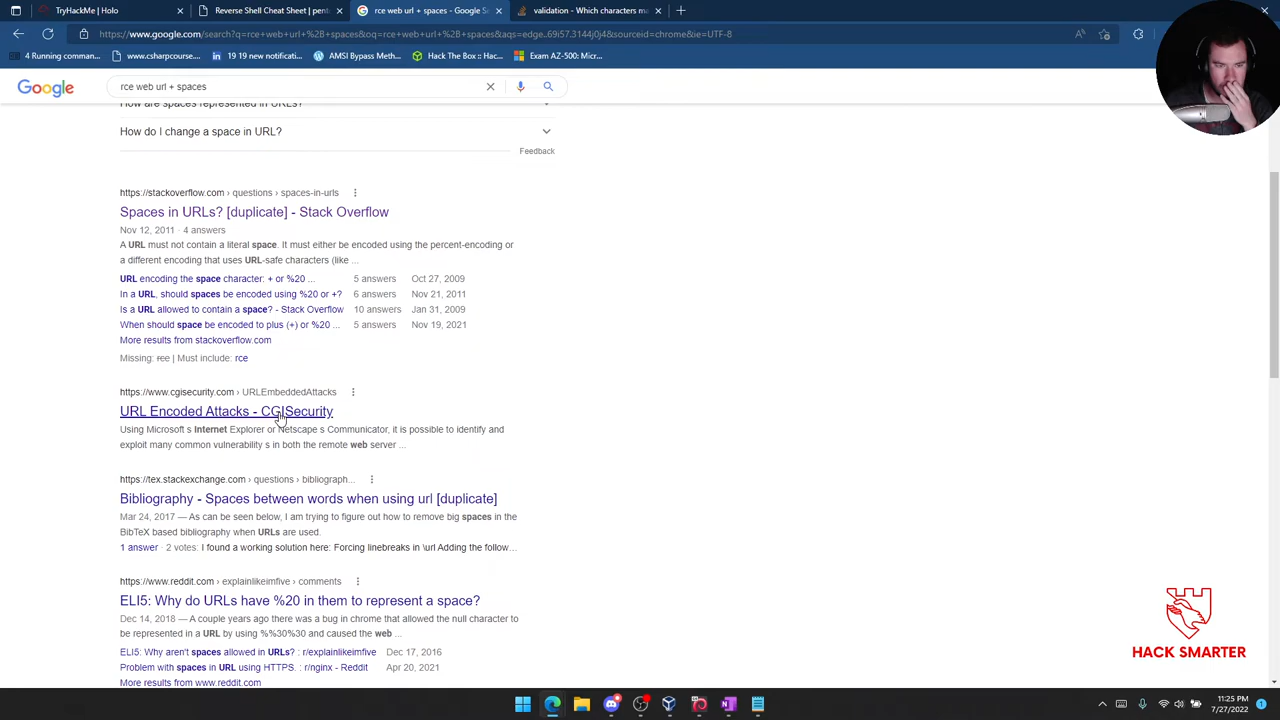 TryHackMe | Holo
rce web url + spaces - Google S
validation - Which characters m
https://www.google.com/search?q=rce+web+url+%2B+spaces&oq=rce+web+url+%2B+spaces&aqs=edge..69i57.3144j0j4&sourceid=chrome&ie=UTF-8
4 Running comman...
www.csharpcourse....
19 19 new notificati...
AMSI Bypass Meth...
Hack The Box :: Hac...
Exam AZ-500: Micr...
Google
rce web url + spaces
How are spaces represented in URLs?
How do I change a space in URL?
Feedback
https://stackoverflow.com › questions › spaces-in-urls
Spaces in URLs? [duplicate] - Stack Overflow
Nov 12, 2011 · 4 answers
A URL must not contain a literal space. It must either be encoded using the percent-encoding or
a different encoding that uses URL-safe characters (like ...
URL encoding the space character: + or %20 ... 5 answers Oct 27, 2009
In a URL, should spaces be encoded using %20 or +? 6 answers Nov 21, 2011
Is a URL allowed to contain a space? - Stack Overflow 10 answers Jan 31, 2009
When should space be encoded to plus (+) or %20 ... 5 answers Nov 19, 2021
More results from stackoverflow.com
Missing: rce | Must include: rce
https://www.cgisecurity.com › URLEmbeddedAttacks
URL Encoded Attacks - CGISecurity
Using Microsoft s Internet Explorer or Netscape s Communicator, it is possible to identify and
exploit many common vulnerability s in both the remote web server ...
https://tex.stackexchange.com › questions › bibliograph...
Bibliography - Spaces between words when using url [duplicate]
Mar 24, 2017 — As can be seen below, I am trying to figure out how to remove big spaces in the
BibTeX based bibliography when URLs are used.
1 answer · 2 votes: I found a working solution here: Forcing linebreaks in \url Adding the follow...
https://www.reddit.com › explainlikeimfive › comments
ELI5: Why do URLs have %20 in them to represent a space?
Dec 14, 2018 — A couple years ago there was a bug in chrome that allowed the null character to
be represented in a URL by using %%30%30 and caused the web ...
ELI5: Why aren't spaces allowed in URLs? : r/explainlikeimfive Dec 17, 2016
Problem with spaces in URL using HTTPS. : r/nginx - Reddit Apr 20, 2021
More results from www.reddit.com
HACK SMARTER
11:25 PM
7/27/2022